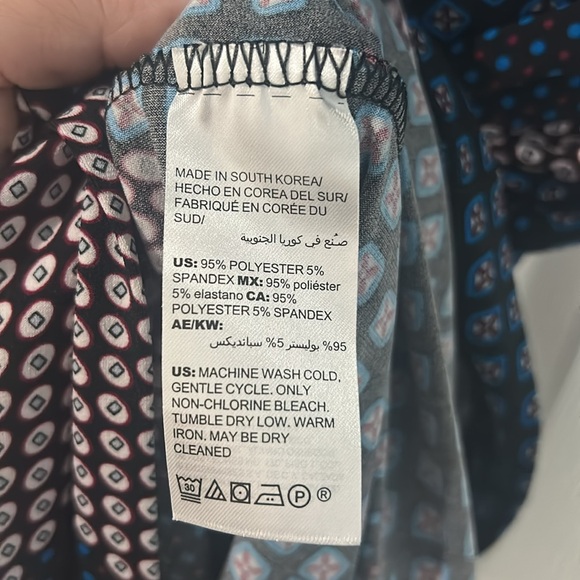 MADE IN SOUTH KOREA/
HECHO EN COREA DEL SUR/
FABRIQUÉ EN CORÉE DU
SUD/
صُنع في كوريا الجنوبية
US: 95% POLYESTER 5%
SPANDEX MX: 95% poliéster
5% elastano CA: 95%
POLYESTER 5% SPANDEX
AE/KW:
95% بوليستر 5% سبانديكس
US: MACHINE WASH COLD,
GENTLE CYCLE. ONLY
NON-CHLORINE BLEACH.
TUMBLE DRY LOW. WARM
IRON. MAY BE DRY
CLEANED
30 P ®